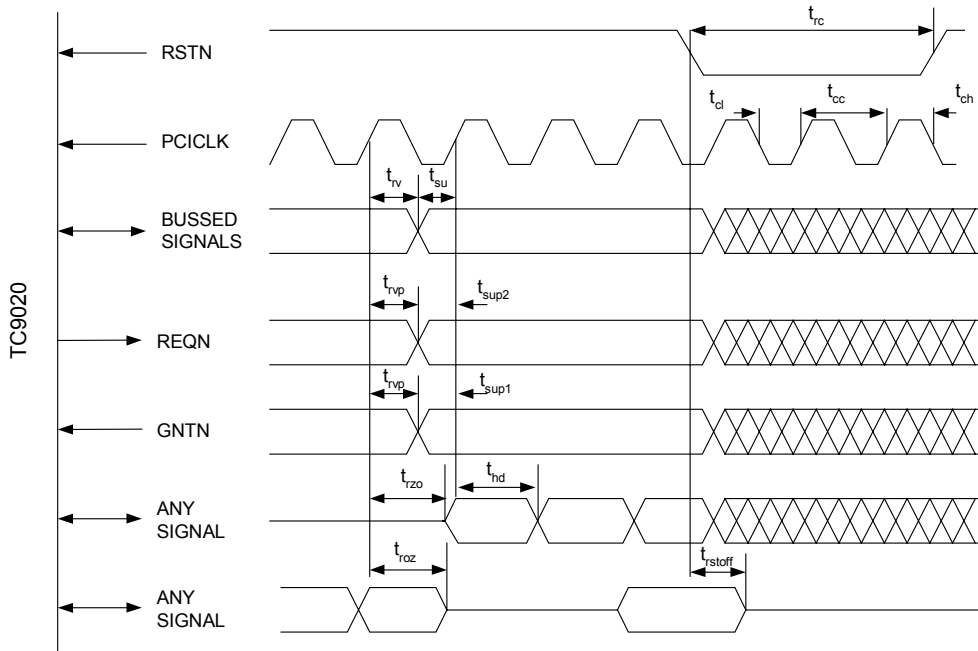 TC9020
RSTN
t_rc
PCICLK
t_cl
t_cc
t_ch
t_rv
t_su
BUSSED
SIGNALS
t_rvp
t_sup2
REQN
t_rvp
t_sup1
GNTN
t_rzo
t_hd
ANY
SIGNAL
t_roz
t_rstoff
ANY
SIGNAL